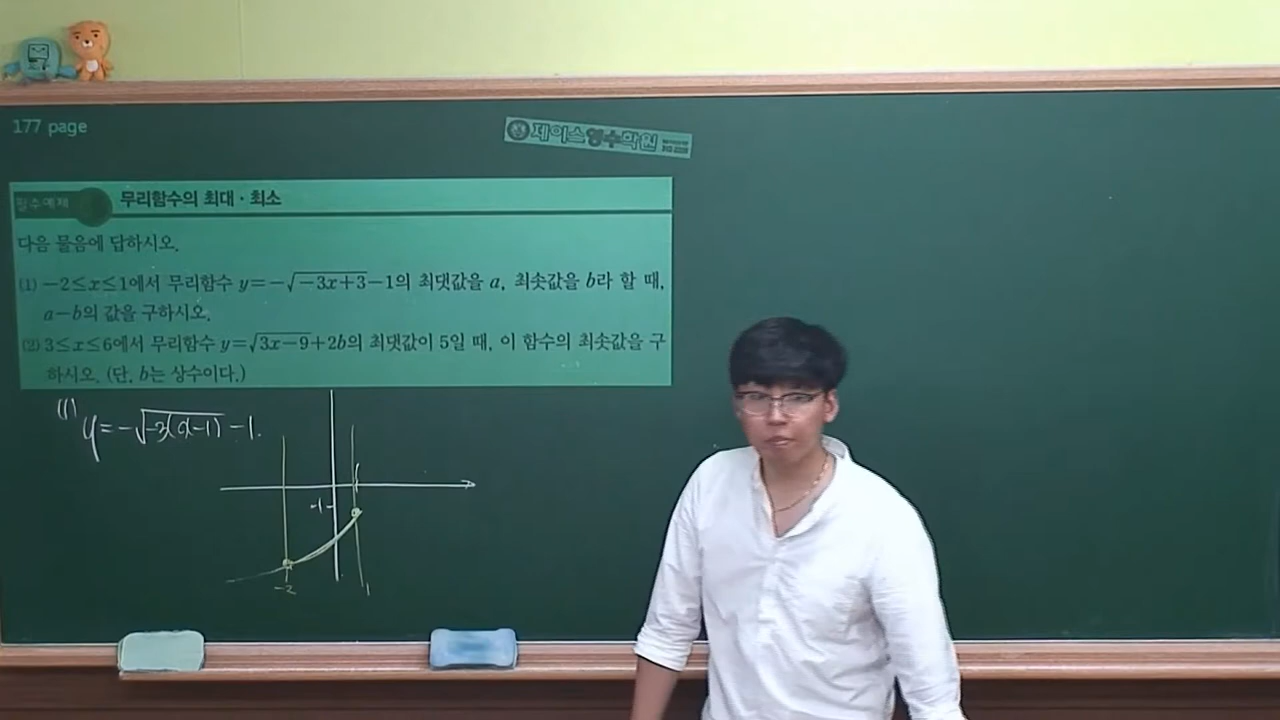 177 page
제이스영수학원
필수예제
무리함수의 최대·최소
다음 물음에 답하시오.
(1) -2≤x≤1에서 무리함수 y=-√-3x+3-1의 최댓값을 a, 최솟값을 b라 할 때,
a-b의 값을 구하시오.
(2) 3≤x≤6에서 무리함수 y=√3x-9+2b의 최댓값이 5일 때, 이 함수의 최솟값을 구
하시오. (단, b는 상수이다.)
(1) y=-√-3(x-1) -1.
-1
-2
1